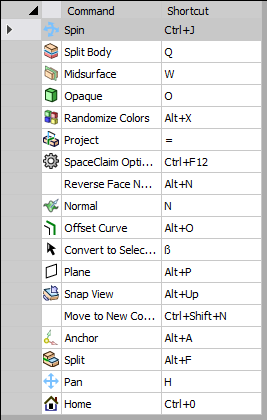 Command Shortcut
Spin Ctrl+J
Split Body Q
Midsurface W
Opaque O
Randomize Colors Alt+X
Project =
SpaceClaim Opti... Ctrl+F12
Reverse Face N... Alt+N
Normal N
Offset Curve Alt+O
Convert to Selec... ß
Plane Alt+P
Snap View Alt+Up
Move to New Co... Ctrl+Shift+N
Anchor Alt+A
Split Alt+F
Pan H
Home Ctrl+0